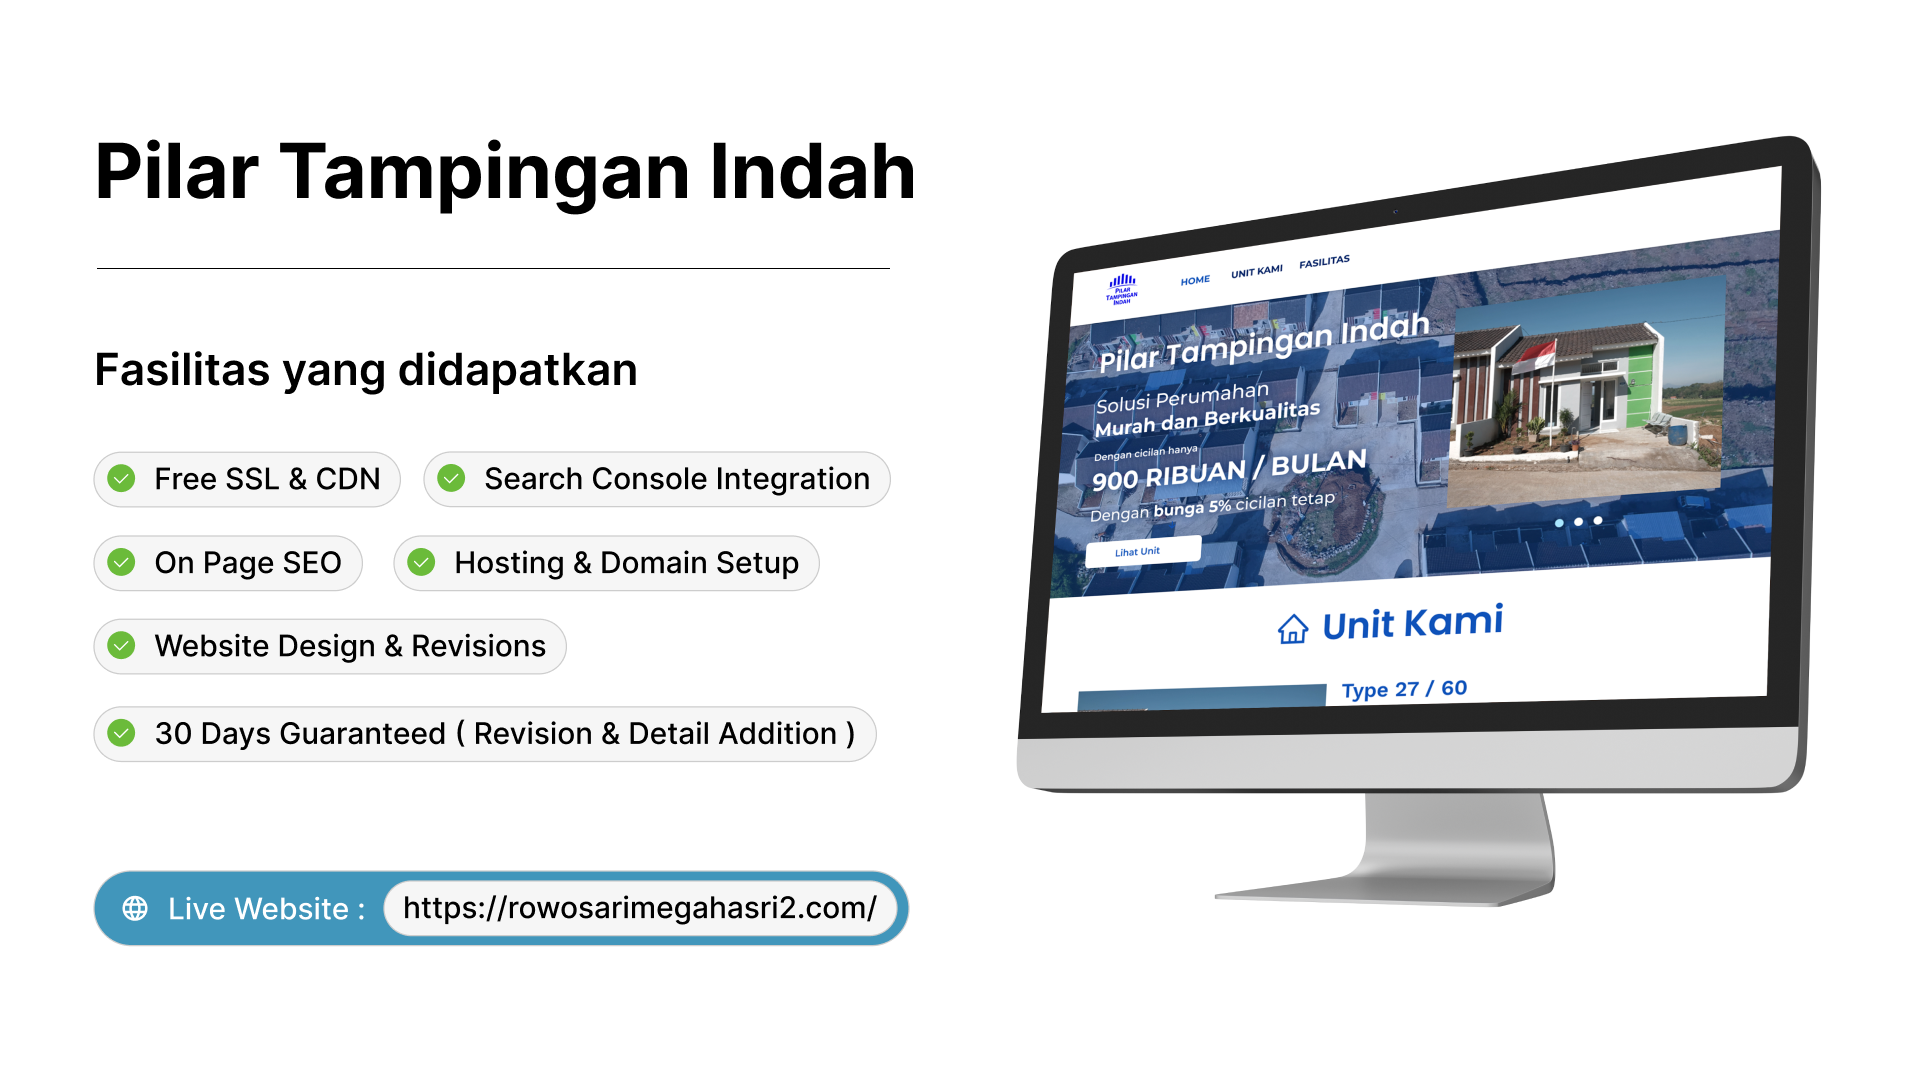 Pilar Tampingan Indah
Fasilitas yang didapatkan
Free SSL & CDN
Search Console Integration
On Page SEO
Hosting & Domain Setup
Website Design & Revisions
30 Days Guaranteed ( Revision & Detail Addition )
Live Website :
https://rowosarimegahasri2.com/
PILAR
TAMPINGAN
INDAH
HOME
UNIT KAMI
FASILITAS
Pilar Tampingan Indah
Solusi Perumahan
Murah dan Berkualitas
Dengan cicilan hanya
900 RIBUAN / BULAN
Dengan bunga 5% cicilan tetap
Lihat Unit
Unit Kami
Type 27 / 60